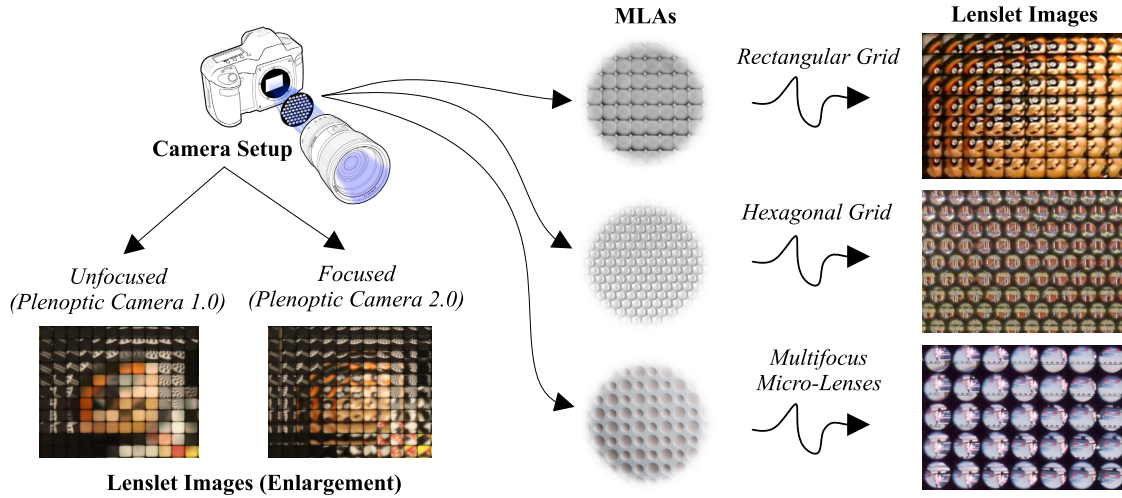 MLAs
Lenslet Images
Rectangular Grid
Camera Setup
Hexagonal Grid
Unfocused
(Plenoptic Camera 1.0)
Focused
(Plenoptic Camera 2.0)
Multifocus
Micro-Lenses
Lenslet Images (Enlargement)